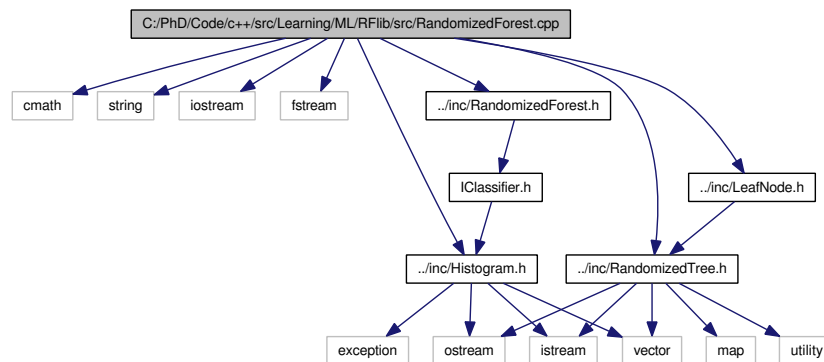 C:/PhD/Code/c++/src/Learning/ML/RFlib/src/RandomizedForest.cpp
cmath
string
iostream
fstream
../inc/RandomizedForest.h
IClassifier.h
../inc/LeafNode.h
../inc/Histogram.h
../inc/RandomizedTree.h
exception
ostream
istream
vector
map
utility